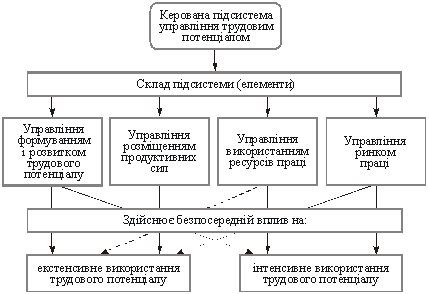 Керована підсистема
управління трудовим
потенціалом
Склад підсистеми (елементи)
Управління
формуванням
і розвитком
трудового
потенціалу
Управління
розміщенням
продуктивних
сил
Управління
використанням
ресурсів праці
Управління
ринком
праці
Здійснює безпосередній вплив на:
екстенсивне використання
трудового потенціалу
інтенсивне використання
трудового потенціалу